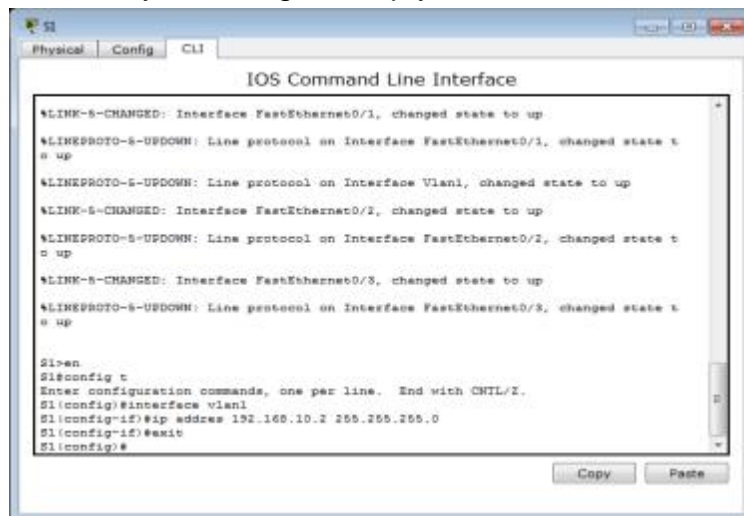 S1
Physical Config CLI
IOS Command Line Interface
%LINK-5-CHANGED: Interface FastEthernet0/1, changed state to up
%LINEPROTO-5-UPDOWN: Line protocol on Interface FastEthernet0/1, changed state t
o up
%LINEPROTO-5-UPDOWN: Line protocol on Interface Vlan1, changed state to up
%LINK-5-CHANGED: Interface FastEthernet0/2, changed state to up
%LINEPROTO-5-UPDOWN: Line protocol on Interface FastEthernet0/2, changed state t
o up
%LINK-5-CHANGED: Interface FastEthernet0/3, changed state to up
%LINEPROTO-5-UPDOWN: Line protocol on Interface FastEthernet0/3, changed state t
o up
S1>en
S1#config t
Enter configuration commands, one per line. End with CNTL/Z.
S1(config)#interface vlan1
S1(config-if)#ip addres 192.168.10.2 255.255.255.0
S1(config-if)#exit
S1(config)#
Copy Paste